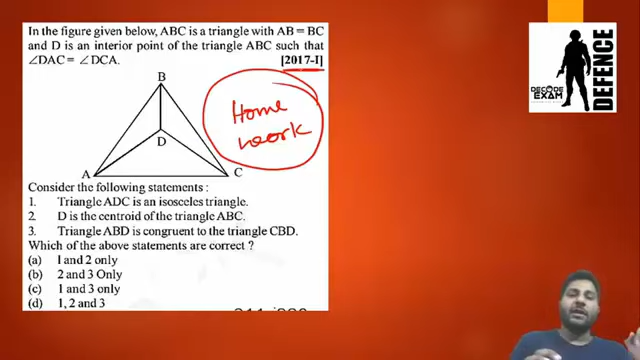 In the figure given below, ABC is a triangle with AB = BC
and D is an interior point of the triangle ABC such that
∠DAC= ∠DCA. [2017-I]
B
Home
work
D
A
C
Consider the following statements :
1. Triangle ADC is an isosceles triangle.
2. D is the centroid of the triangle ABC.
3. Triangle ABD is congruent to the triangle CBD.
Which of the above statements are correct ?
(a) 1 and 2 only
(b) 2 and 3 Only
(c) 1 and 3 only
(d) 1, 2 and 3
DECODE
EXAM
DEFENCE